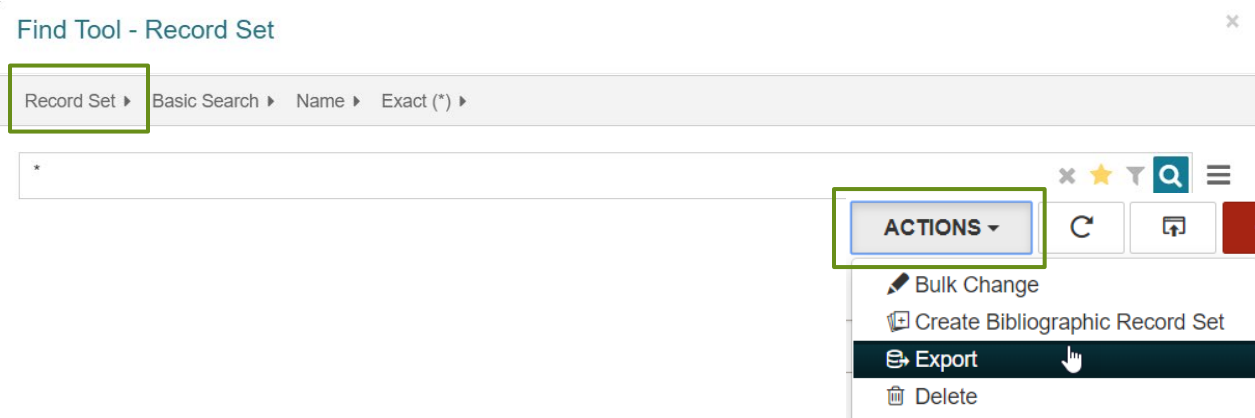 Find Tool - Record Set
Record Set Basic Search Name Exact (*)
*
ACTIONS
Bulk Change
Create Bibliographic Record Set
Export
Delete